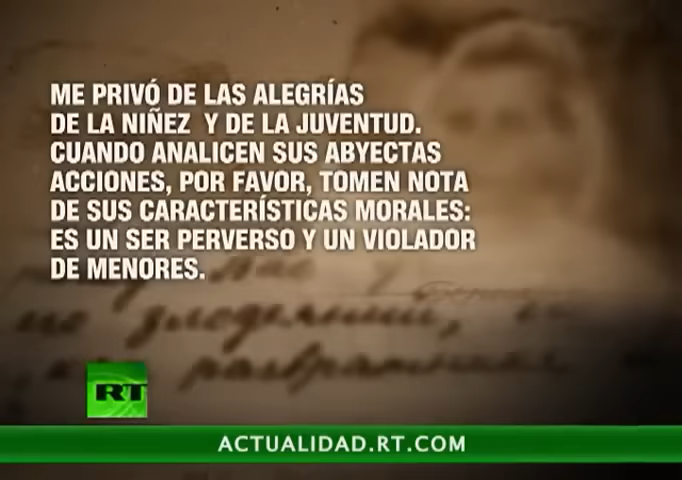 ME PRIVÓ DE LAS ALEGRÍAS
DE LA NIÑEZ Y DE LA JUVENTUD.
CUANDO ANALICEN SUS ABYECTAS
ACCIONES, POR FAVOR, TOMEN NOTA
DE SUS CARACTERÍSTICAS MORALES:
ES UN SER PERVERSO Y UN VIOLADOR
DE MENORES.
злодеянии,
RT
ACTUALIDAD.RT.COM